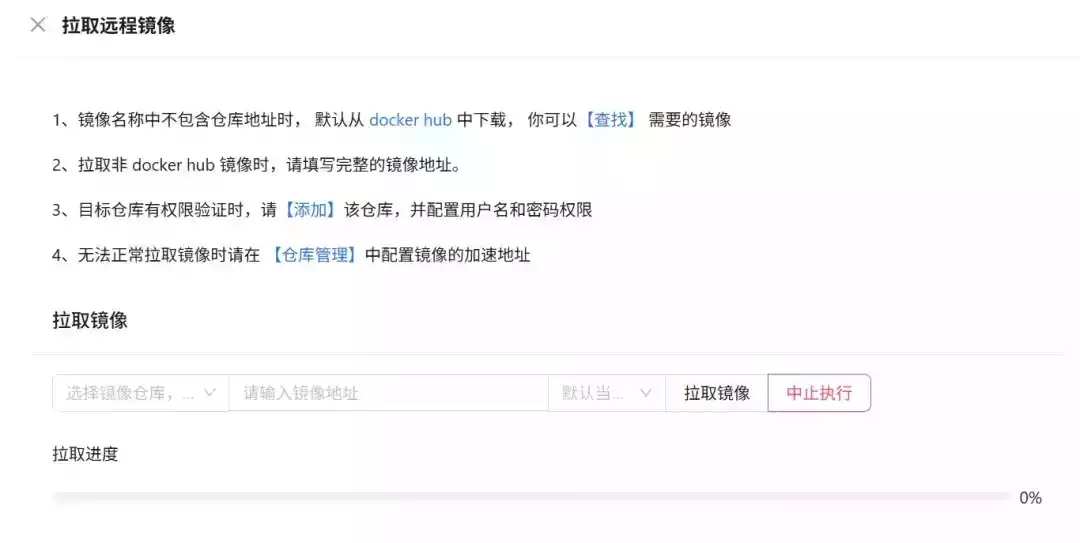 拉取远程镜像
1、镜像名称中不包含仓库地址时， 默认从 docker hub 中下载， 你可以【查找】 需要的镜像
2、拉取非 docker hub 镜像时，请填写完整的镜像地址。
3、目标仓库有权限验证时，请【添加】该仓库，并配置用户名和密码权限
4、无法正常拉取镜像时请在 【仓库管理】中配置镜像的加速地址
拉取镜像
选择镜像仓库，... 请输入镜像地址 默认当... 拉取镜像 中止执行
拉取进度
0%